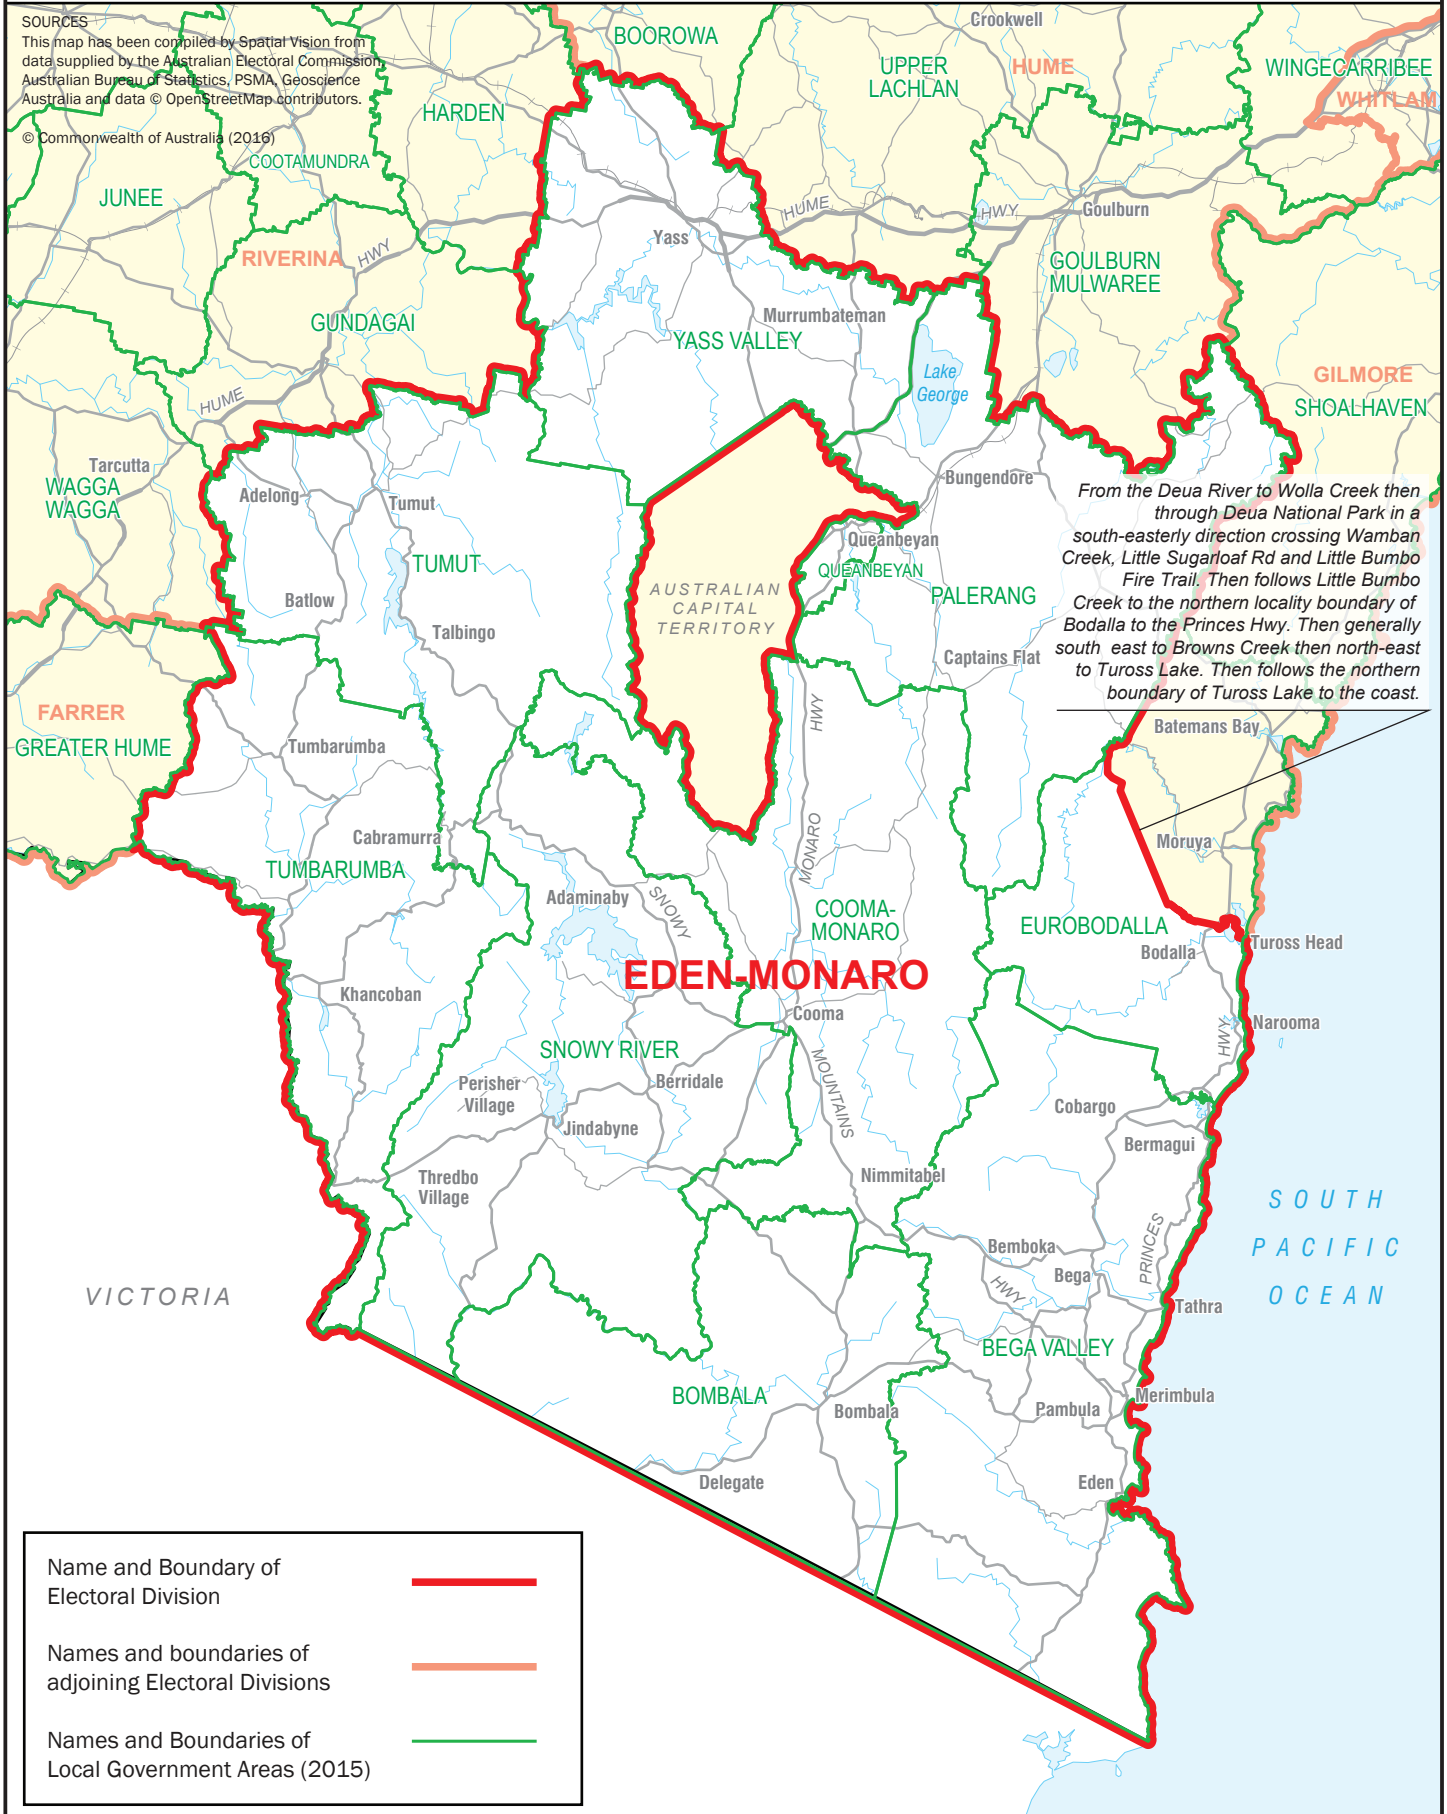 SOURCES
This map has been compiled by Spatial Vision from
data supplied by the Australian Electoral Commission,
Australian Bureau of Statistics, PSMA, Geoscience
Australia and data © OpenStreetMap contributors.
© Commonwealth of Australia (2016)
Crookwell
BOOROWA
UPPER
LACHLAN
HUME
WINGECARRIBEE
WHITLAM
HARDEN
COOTAMUNDRA
JUNEE
HUME
HWY
Goulburn
Yass
RIVERINA
HWY
GOULBURN
MULWAREE
GUNDAGAI
Murrumbateman
YASS VALLEY
Lake
George
GILMORE
SHOALHAVEN
HUME
Tarcutta
WAGGA
WAGGA
Adelong
Tumut
Bungendore
From the Deua River to Wolla Creek then
through Deua National Park in a
south-easterly direction crossing Wamban
Creek, Little Sugarloaf Rd and Little Bumbo
Fire Trail. Then follows Little Bumbo
Creek to the northern locality boundary of
Bodalla to the Princes Hwy. Then generally
south east to Browns Creek then north-east
to Tuross Lake. Then follows the northern
boundary of Tuross Lake to the coast.
Queanbeyan
QUEANBEYAN
TUMUT
AUSTRALIAN
CAPITAL
TERRITORY
PALERANG
Batlow
Talbingo
Captains Flat
FARRER
GREATER HUME
HWY
Batemans Bay
Tumbarumba
Cabramurra
MONARO
Moruya
TUMBARUMBA
Adaminaby
SNOWY
COOMA-
MONARO
EUROBODALLA
Tuross Head
Bodalla
EDEN-MONARO
Khancoban
Cooma
Narooma
HWY
SNOWY RIVER
Perisher
Village
Berridale
MOUNTAINS
Cobargo
Jindabyne
Bermagui
Thredbo
Village
Nimmitabel
SOUTH
PACIFIC
OCEAN
Bemboka
PRINCES
Bega
HWY
VICTORIA
Tathra
BEGA VALLEY
BOMBALA
Merimbula
Bombala
Pambula
Delegate
Eden
Name and Boundary of
Electoral Division
Names and boundaries of
adjoining Electoral Divisions
Names and Boundaries of
Local Government Areas (2015)